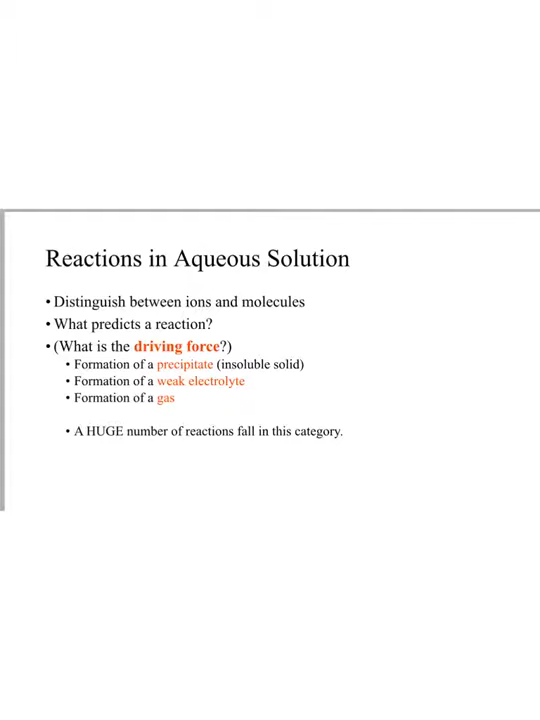 Reactions in Aqueous Solution
• Distinguish between ions and molecules
• What predicts a reaction?
• (What is the driving force?)
• Formation of a precipitate (insoluble solid)
• Formation of a weak electrolyte
• Formation of a gas
• A HUGE number of reactions fall in this category.